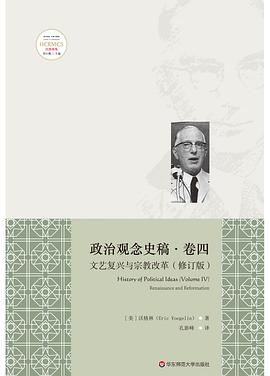 HERMES
政治观念史稿·卷四
文艺复兴与宗教改革（修订版）
History of Political Ideas (Volume IV)
Renaissance and Reformation
［美］沃格林（Eric Voegelin）著
孔新峰 译
华东师范大学出版社